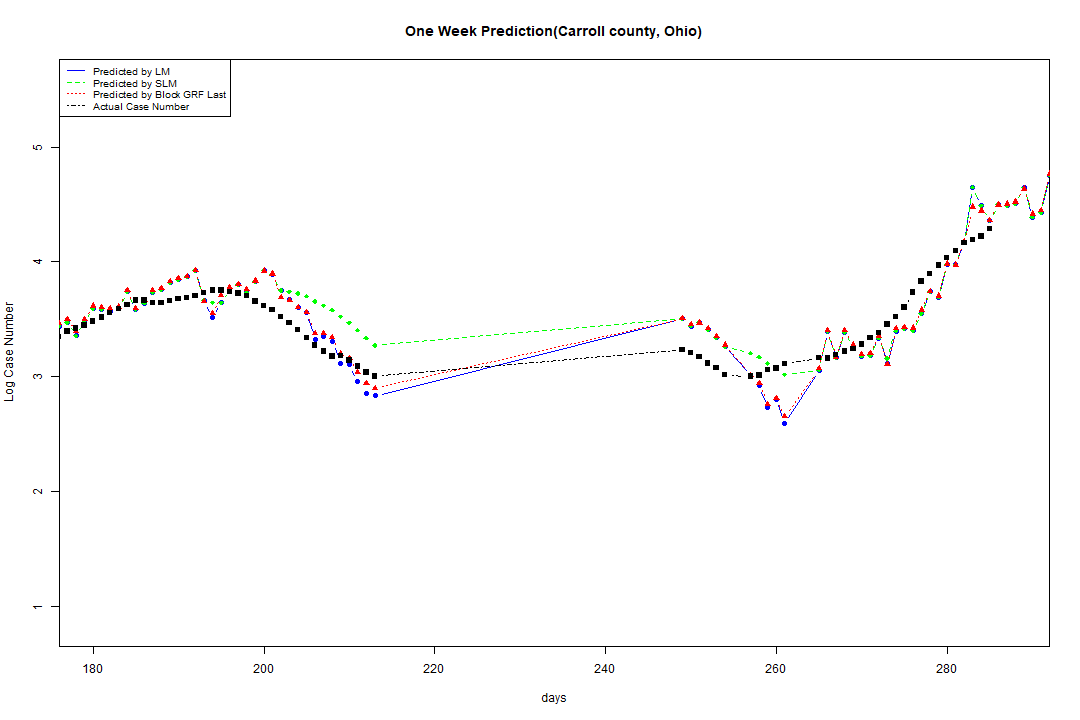 One Week Prediction(Carroll county, Ohio)
Predicted by LM
Predicted by SLM
Predicted by Block GRF Last
Actual Case Number
Log Case Number
5
4
3
2
1
180 200 220 240 260 280
days